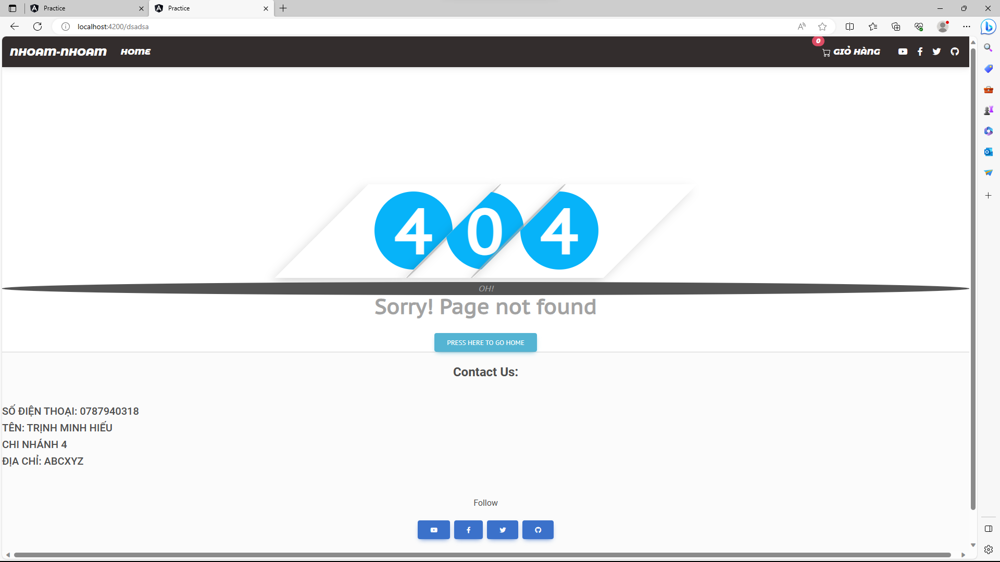 Practice
Practice
localhost:4200/dsadsa
NHOAM-NHOAM HOME 0 GIỎ HÀNG
404
OH!
Sorry! Page not found
PRESS HERE TO GO HOME
Contact Us:
SỐ ĐIỆN THOẠI: 0787940318
TÊN: TRỊNH MINH HIẾU
CHI NHÁNH 4
ĐỊA CHỈ: ABCXYZ
Follow